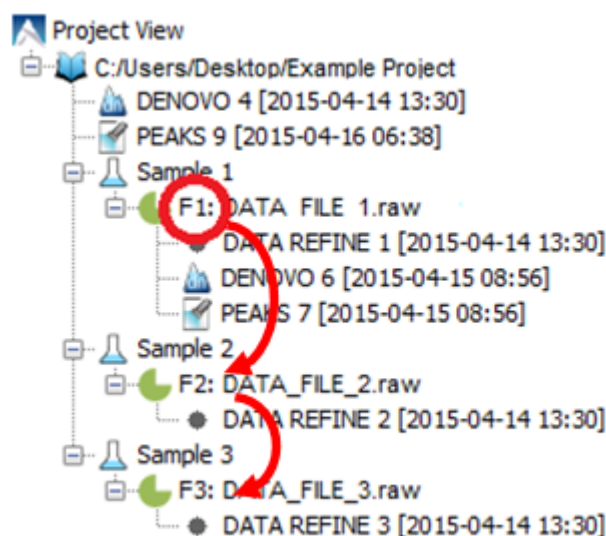 Project View
C:/Users/Desktop/Example Project
DENOVO 4 [2015-04-14 13:30]
PEAKS 9 [2015-04-16 06:38]
Sample 1
F1: DATA_FILE_1.raw
DATA REFINE 1 [2015-04-14 13:30]
DENOVO 6 [2015-04-15 08:56]
PEAKS 7 [2015-04-15 08:56]
Sample 2
F2: DATA_FILE_2.raw
DATA REFINE 2 [2015-04-14 13:30]
Sample 3
F3: DATA_FILE_3.raw
DATA REFINE 3 [2015-04-14 13:30]